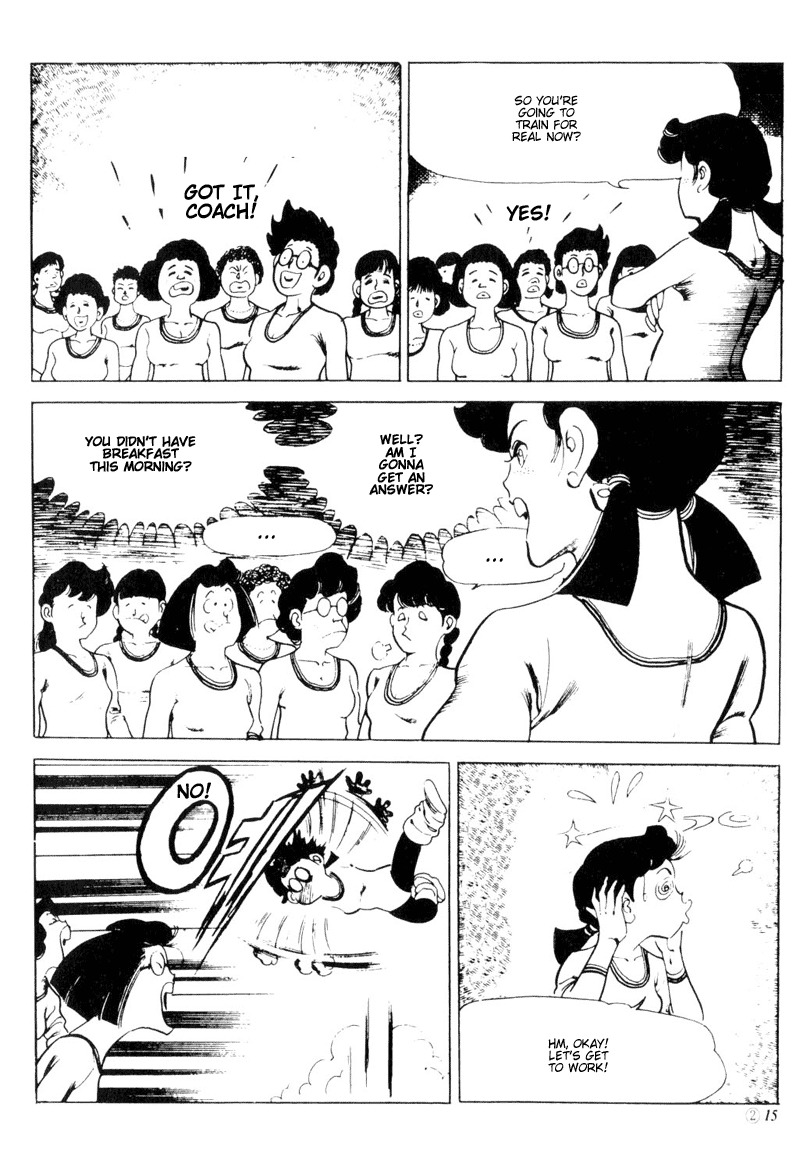 GOT IT,
COACH!
SO YOU'RE
GOING TO
TRAIN FOR
REAL NOW?
YES!
YOU DIDN'T HAVE
BREAKFAST
THIS MORNING?
...
WELL?
AM I
GONNA
GET AN
ANSWER?
...
NO!
HM, OKAY!
LET'S GET
TO WORK!
② 15